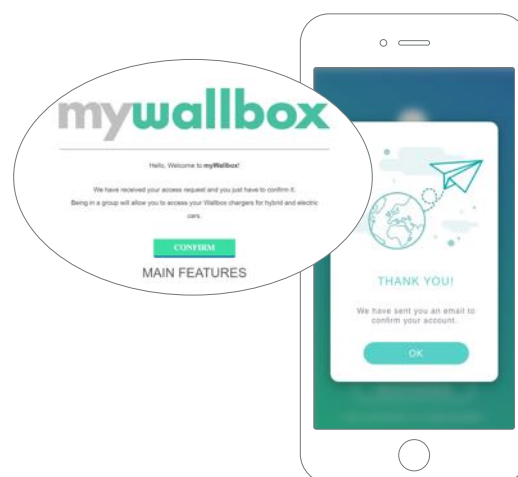 mywallbox
Hello, Welcome to myWallbox!
We have received your access request and you just have to confirm it.
Being in a group will allow you to access your Wallbox chargers for hybrid and electric
cars.
CONFIRM
MAIN FEATURES
THANK YOU!
We have sent you an email to
confirm your account.
OK